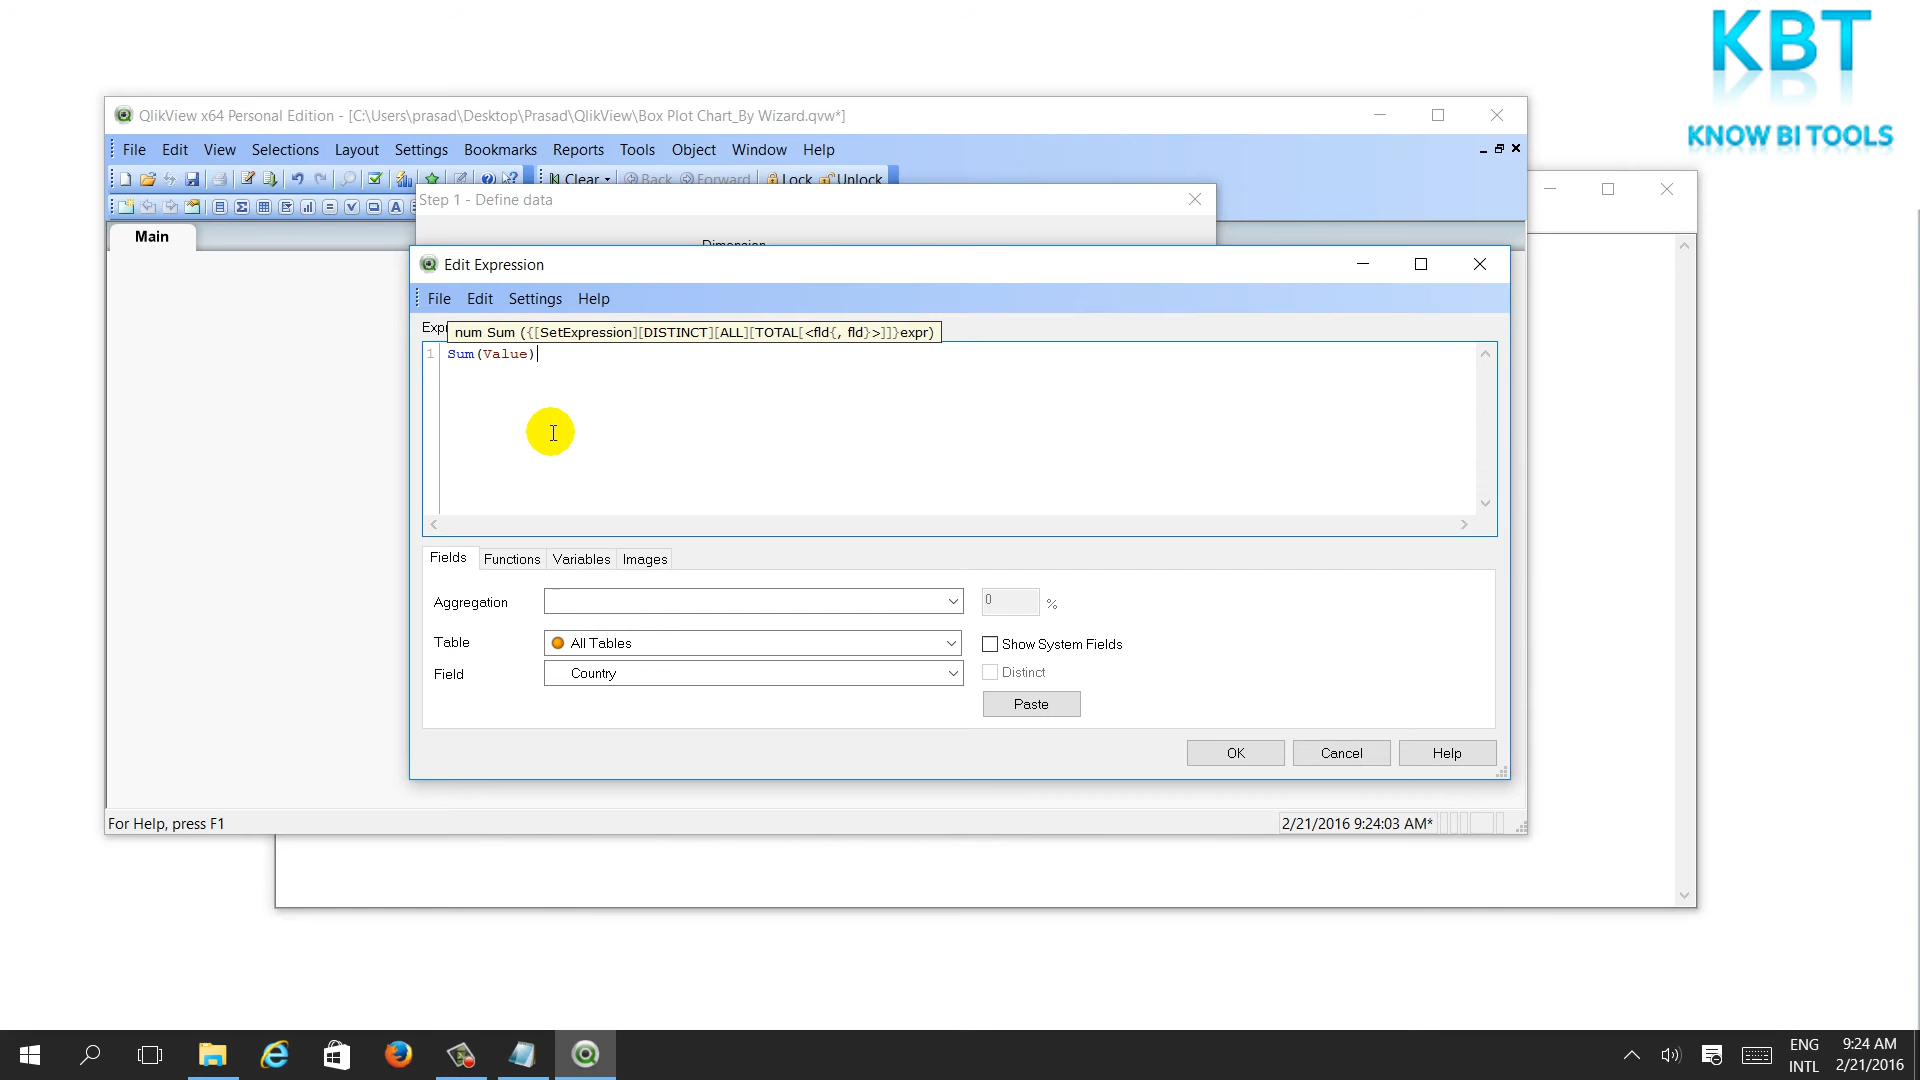 KBT
KNOW BI TOOLS
QlikView x64 Personal Edition - [C:\Users\prasad\Desktop\Prasad\QlikView\Box Plot Chart_By Wizard.qvw*]
File Edit View Selections Layout Settings Bookmarks Reports Tools Object Window Help
Clear Back Forward Lock Unlock
Step 1 - Define data
Main
Dimension
Edit Expression
File Edit Settings Help
num Sum ({[SetExpression][DISTINCT][ALL][TOTAL[<fld{, fld}>]]}expr)
1 Sum(Value)
Fields Functions Variables Images
Aggregation 0 %
Table All Tables Show System Fields
Field Country Distinct
Paste
OK Cancel Help
For Help, press F1 2/21/2016 9:24:03 AM*
ENG 9:24 AM
INTL 2/21/2016